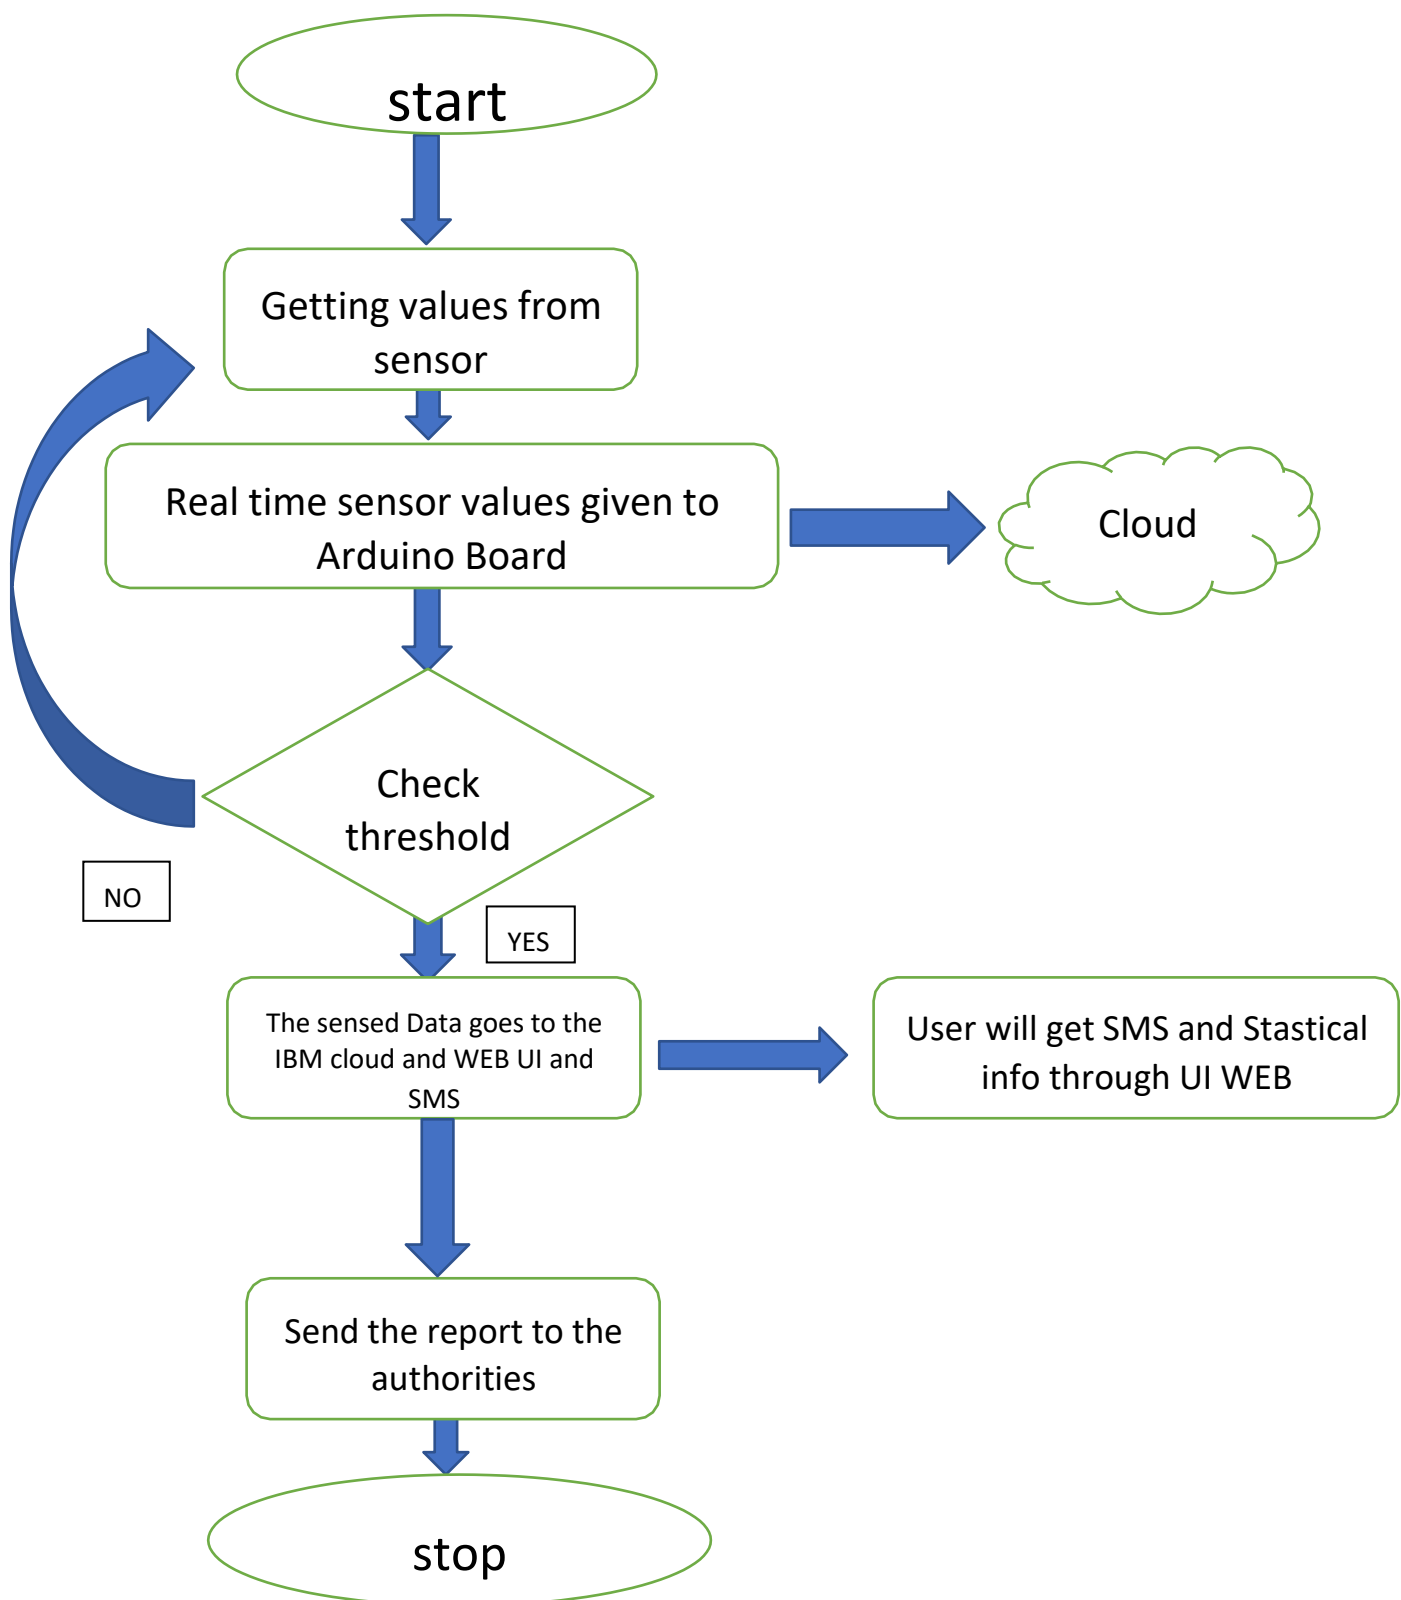 start
Getting values from
sensor
Real time sensor values given to
Arduino Board
Cloud
Check
threshold
NO
YES
The sensed Data goes to the
IBM cloud and WEB UI and
SMS
User will get SMS and Stastical
info through UI WEB
Send the report to the
authorities
stop